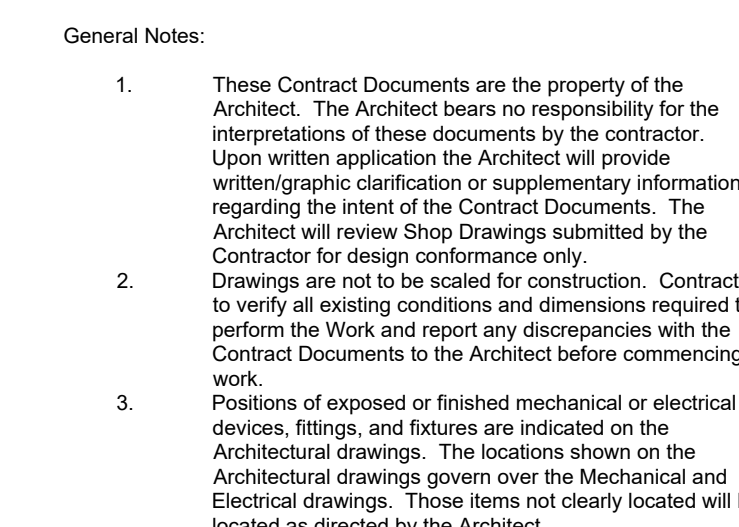 General Notes:
1. These Contract Documents are the property of the
Architect.  The Architect bears no responsibility for the
interpretations of these documents by the contractor.
Upon written application the Architect will provide
written/graphic clarification or supplementary information
regarding the intent of the Contract Documents.  The
Architect will review Shop Drawings submitted by the
Contractor for design conformance only.
2. Drawings are not to be scaled for construction.  Contract
to verify all existing conditions and dimensions required
perform the Work and report any discrepancies with the
Contract Documents to the Architect before commencing
work.
3. Positions of exposed or finished mechanical or electrical
devices, fittings, and fixtures are indicated on the
Architectural drawings.  The locations shown on the
Architectural drawings govern over the Mechanical and
Electrical drawings.  Those items not clearly located will
located as directed by the Architect.